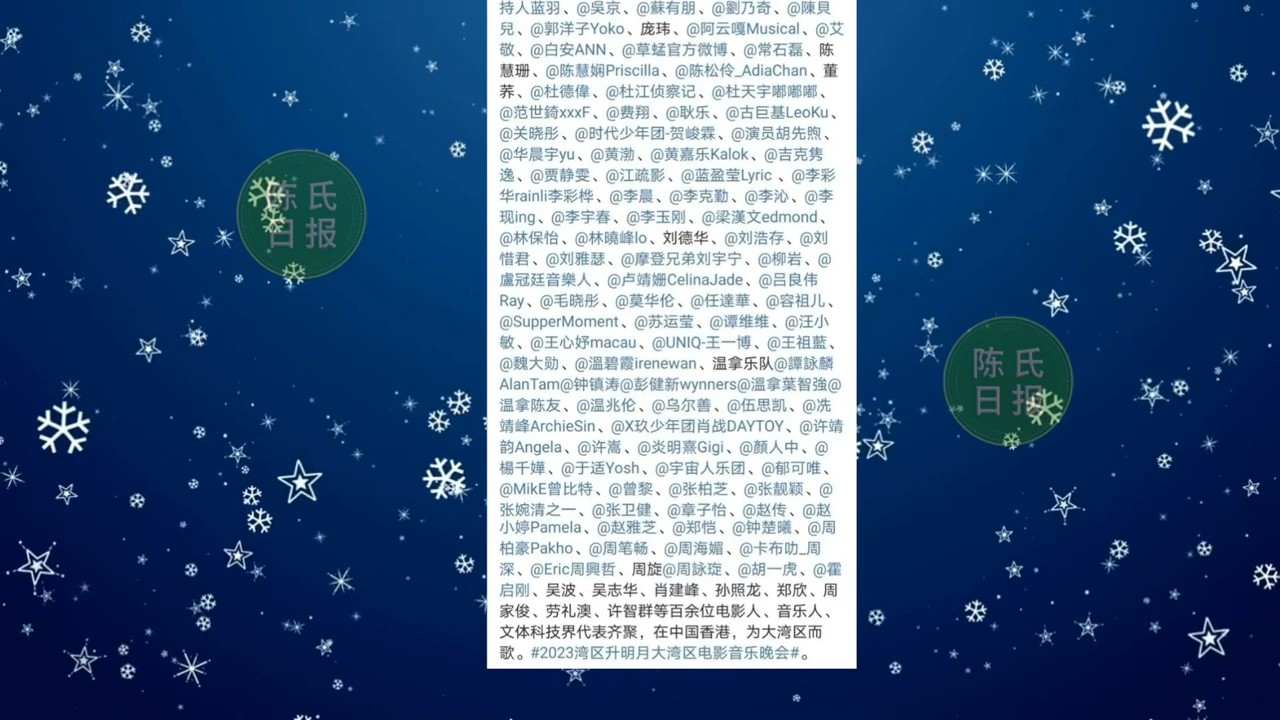 持人蓝羽、@吳京、@蘇有朋、@劉乃奇、@陳貝
兒、@郭洋子Yoko、庞玮、@阿云嘎Musical、@艾
敬、@白安ANN、@草蜢官方微博、@常石磊、陈
慧珊、@陈慧娴Priscilla、@陈松伶_AdiaChan、董
荞、@杜德偉、@杜江侦察记、@杜天宇嘟嘟嘟、
@范世錡xxxF、@费翔、@耿乐、@古巨基LeoKu、
@关晓彤、@时代少年团-贺峻霖、@演员胡先煦、
@华晨宇yu、@黄渤、@黄嘉乐Kalok、@吉克隽
逸、@贾静雯、@江疏影、@蓝盈莹Lyric、@李彩
华rainli李彩桦、@李晨、@李克勤、@李沁、@李
现ing、@李宇春、@李玉刚、@梁漢文edmond、
@林保怡、@林曉峰lo、刘德华、@刘浩存、@刘
惜君、@刘雅瑟、@摩登兄弟刘宇宁、@柳岩、@
盧冠廷音樂人、@卢靖姗CelinaJade、@吕良伟
Ray、@毛晓彤、@莫华伦、@任達華、@容祖儿、
@SupperMoment、@苏运莹、@谭维维、@汪小
敏、@王心妤macau、@UNIQ-王一博、@王祖藍、
@魏大勋、@溫碧霞irenewan、温拿乐队@譚詠麟
AlanTam@钟镇涛@彭健新wynners@溫拿葉智強@
温拿陈友、@温兆伦、@乌尔善、@伍思凯、@冼
靖峰ArchieSin、@X玖少年团肖战DAYTOY、@许靖
韵Angela、@许嵩、@炎明熹Gigi、@顏人中、@
楊千嬅、@于适Yosh、@宇宙人乐团、@郁可唯、
@MikE曾比特、@曾黎、@张柏芝、@张靓颖、@
张婉清之一、@张卫健、@章子怡、@赵传、@赵
小婷Pamela、@赵雅芝、@郑恺、@钟楚曦、@周
柏豪Pakho、@周笔畅、@周海媚、@卡布叻_周
深、@Eric周興哲、周旋@周詠琁、@胡一虎、@霍
启刚、吴波、吴志华、肖建峰、孙照龙、郑欣、周
家俊、劳礼澳、许智群等百余位电影人、音乐人、
文体科技界代表齐聚，在中国香港，为大湾区而
歌。#2023湾区升明月大湾区电影音乐晚会#。
陈氏
日报
陈氏
日报